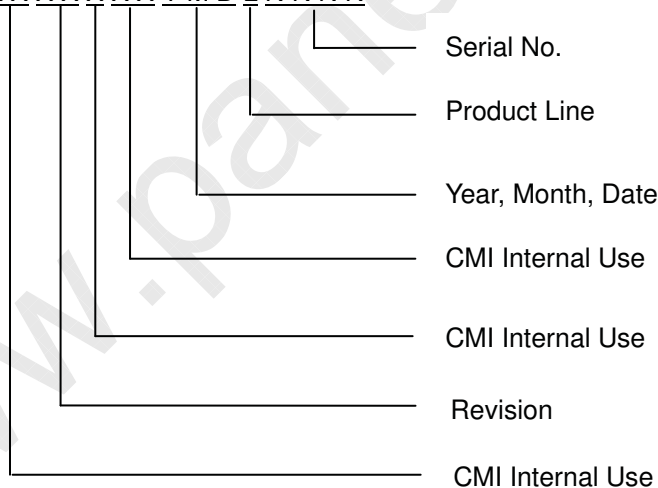 Serial No.
Product Line
Year, Month, Date
CMI Internal Use
CMI Internal Use
Revision
CMI Internal Use